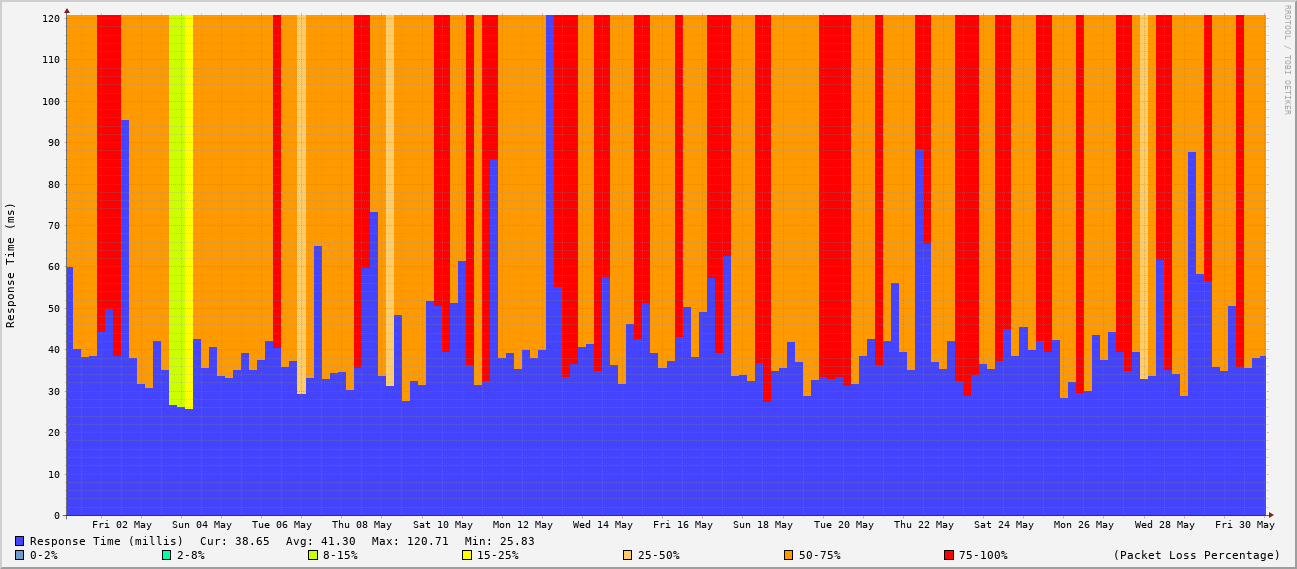 120
110
100
90
80
70
60
50
40
30
20
10
0
Response Time (ms)
RRDTOOL / TOBI OETIKER
Fri 02 May Sun 04 May Tue 06 May Thu 08 May Sat 10 May Mon 12 May Wed 14 May Fri 16 May Sun 18 May Tue 20 May Thu 22 May Sat 24 May Mon 26 May Wed 28 May Fri 30 May
Response Time (millis) Cur: 38.65 Avg: 41.30 Max: 120.71 Min: 25.83
0-2% 2-8% 8-15% 15-25% 25-50% 50-75% 75-100% (Packet Loss Percentage)